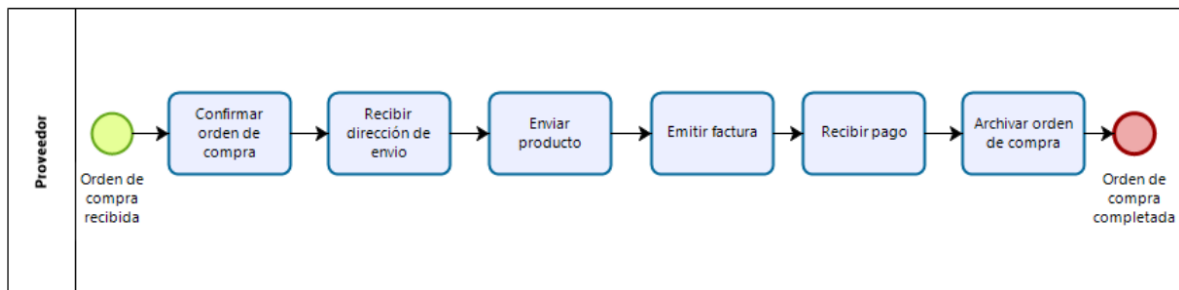 Proveedor
Orden de
compra
recibida
Confirmar
orden de
compra
Recibir
dirección de
envio
Enviar
producto
Emitir factura
Recibir pago
Archivar orden
de compra
Orden de
compra
completada